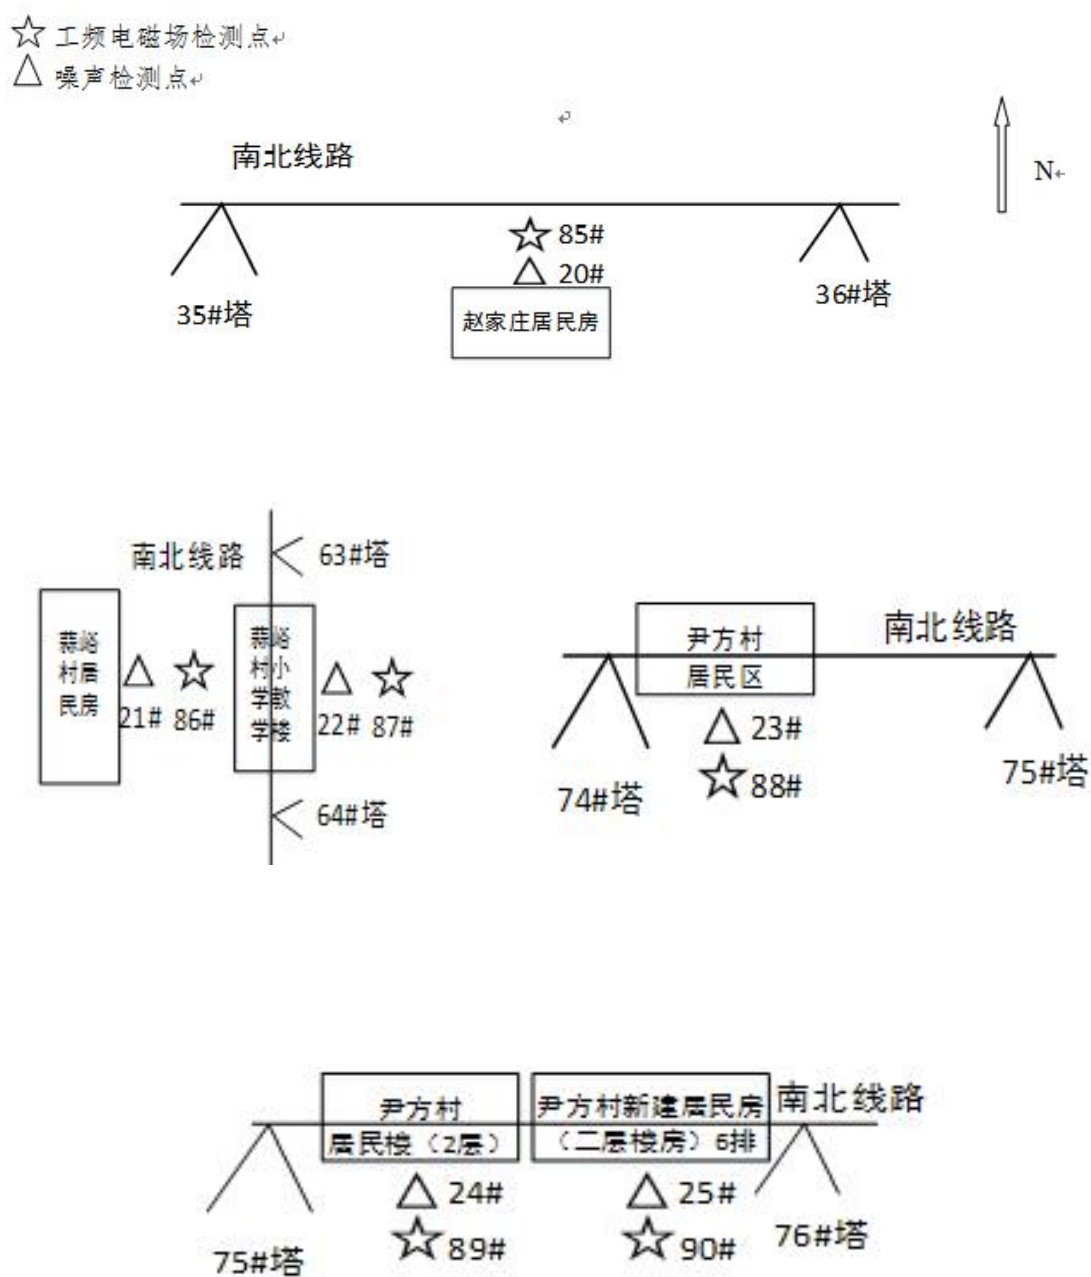 工频电磁场检测点
噪声检测点
南北线路
N
85#
20#
35#塔
36#塔
赵家庄居民房
南北线路
63#塔
蒜峪
村居
民房
21#
86#
蒜峪
村小
学教
学楼
22#
87#
64#塔
尹方村
居民区
南北线路
23#
88#
74#塔
75#塔
尹方村
居民楼（2层）
尹方村新建居民房
（二层楼房）6排
南北线路
24#
25#
89#
90#
75#塔
76#塔